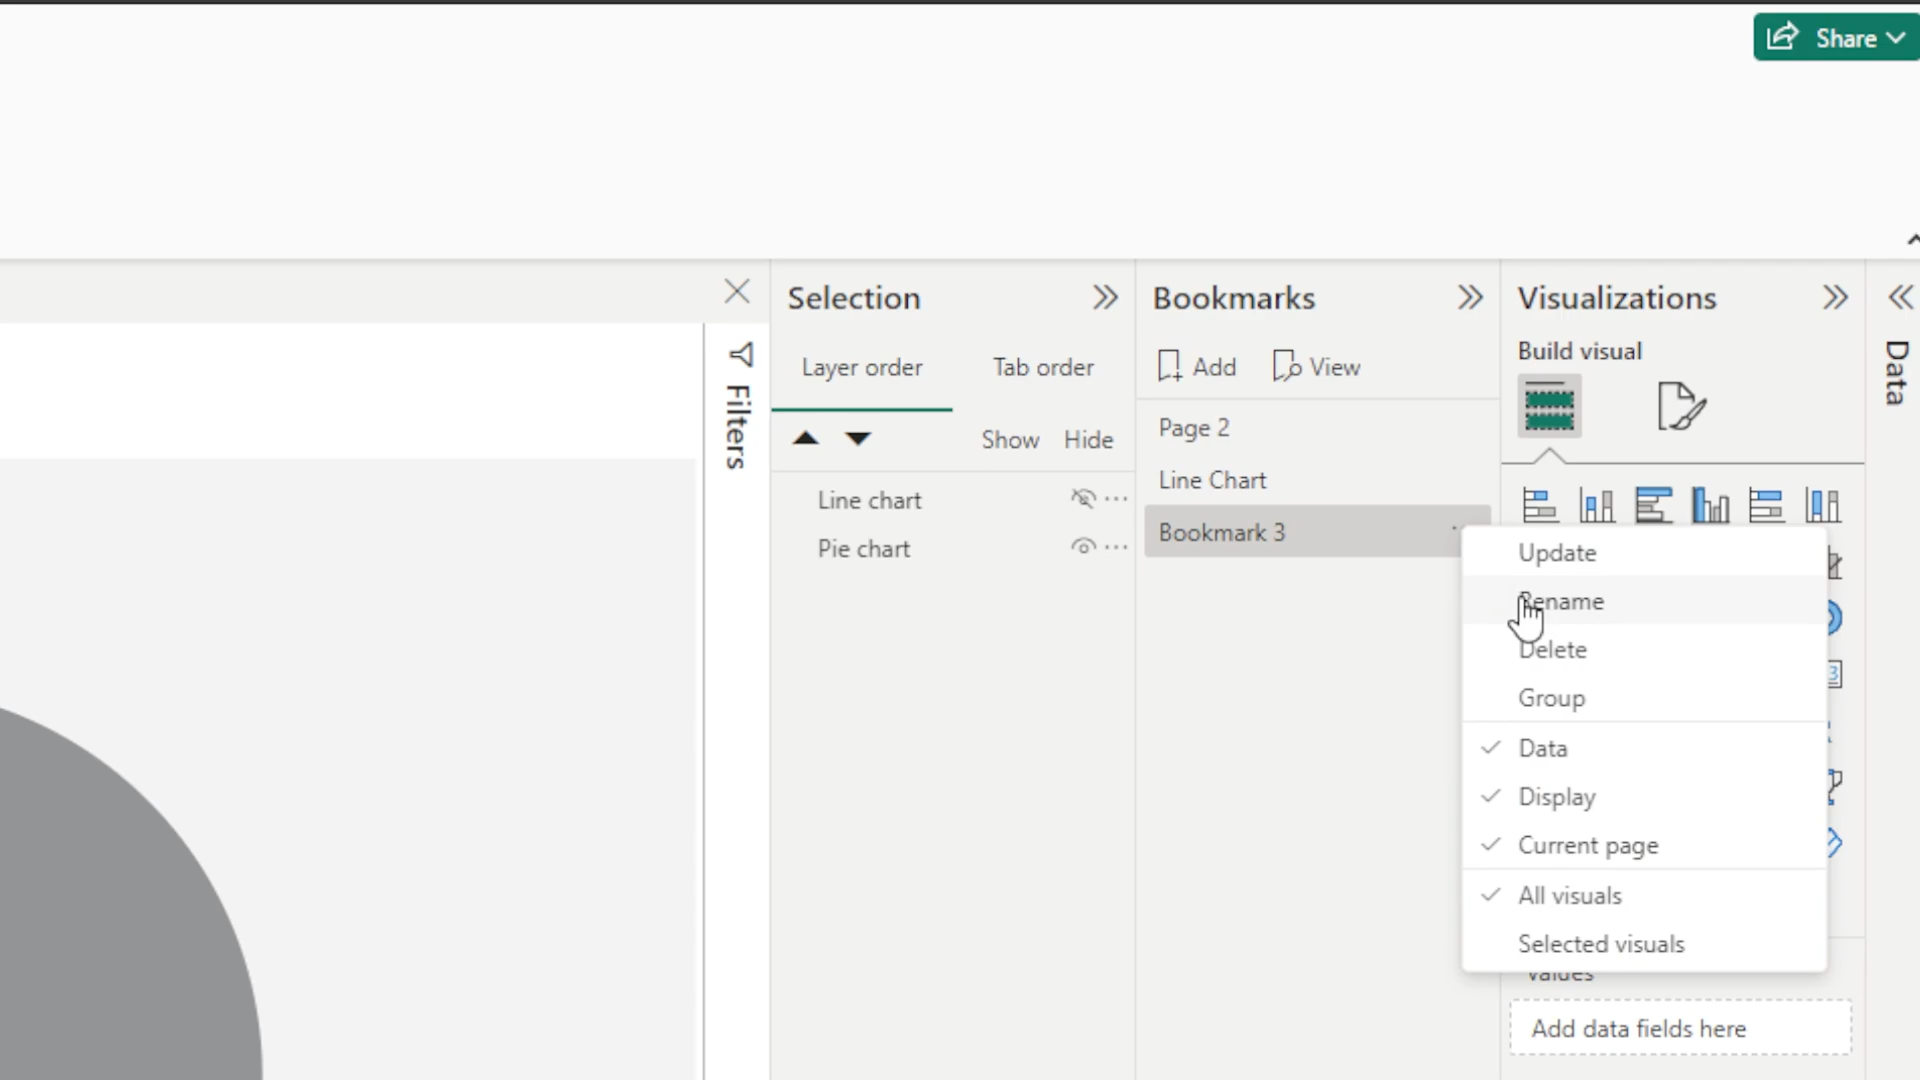 Share
Selection
Layer order
Tab order
Show Hide
Line chart
Pie chart
Filters
Bookmarks
Add View
Page 2
Line Chart
Bookmark 3
Visualizations
Build visual
Data
Update
Rename
Delete
Group
Data
Display
Current page
All visuals
Selected visuals
Values
Add data fields here